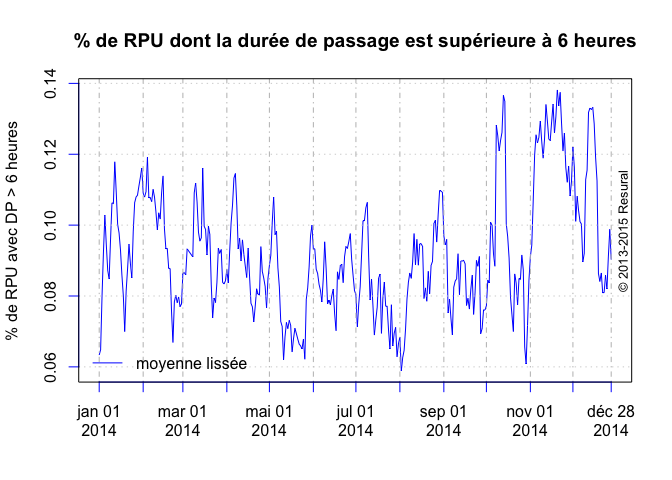 % de RPU dont la durée de passage est supérieure à 6 heures
% de RPU avec DP > 6 heures
0.14
0.12
0.10
0.08
0.06
moyenne lissée
© 2013-2015 Resural
jan 01
2014
mar 01
2014
mai 01
2014
jul 01
2014
sep 01
2014
nov 01
2014
déc 28
2014